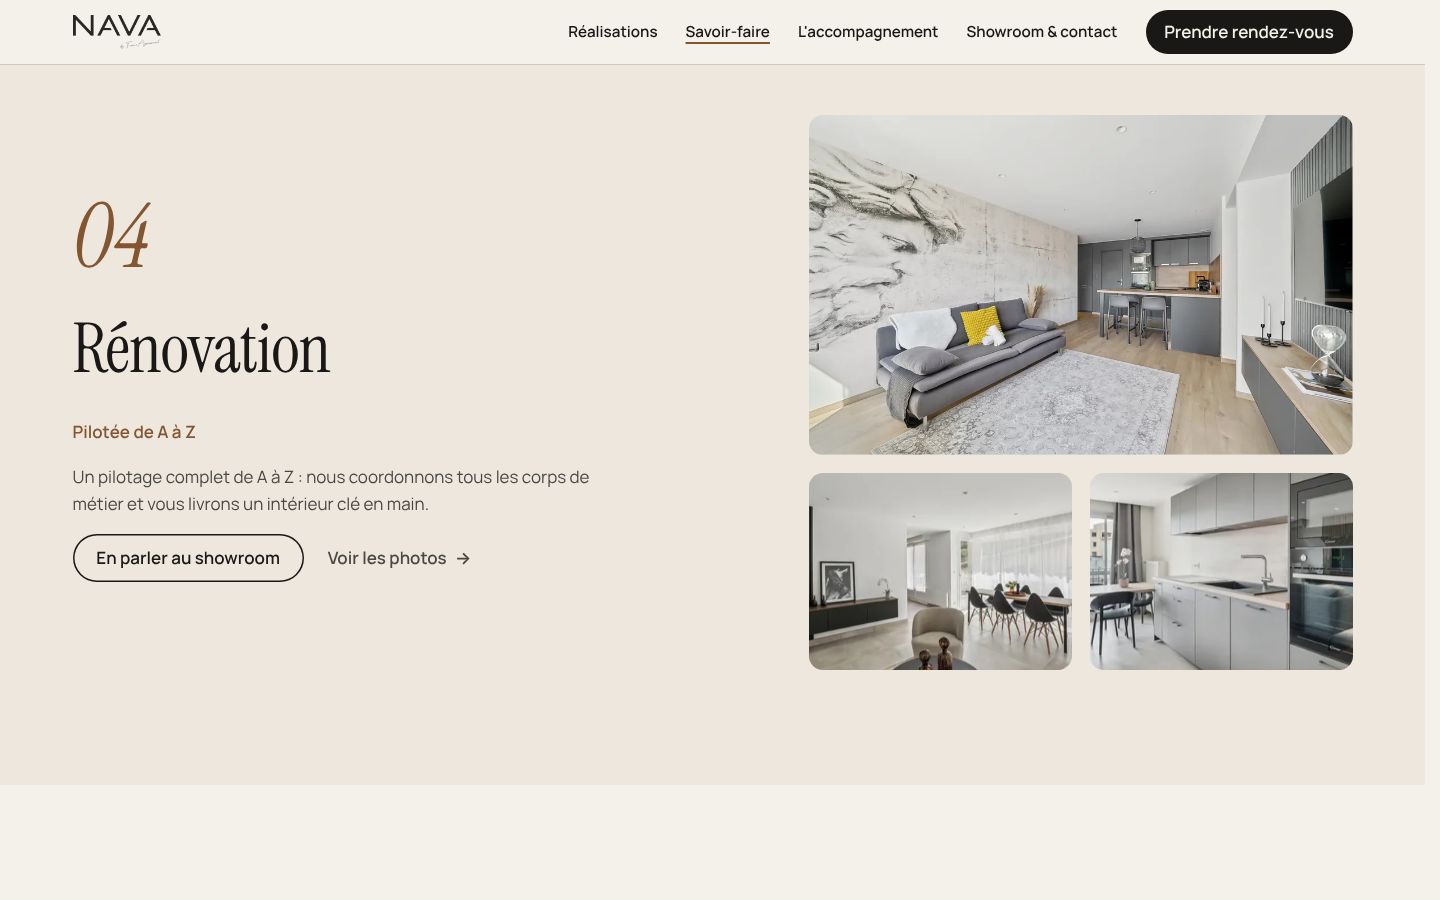 NAVA
Réalisations
Savoir-faire
L'accompagnement
Showroom & contact
Prendre rendez-vous
04
Rénovation
Pilotée de A à Z
Un pilotage complet de A à Z : nous coordonnons tous les corps de
métier et vous livrons un intérieur clé en main.
En parler au showroom
Voir les photos →